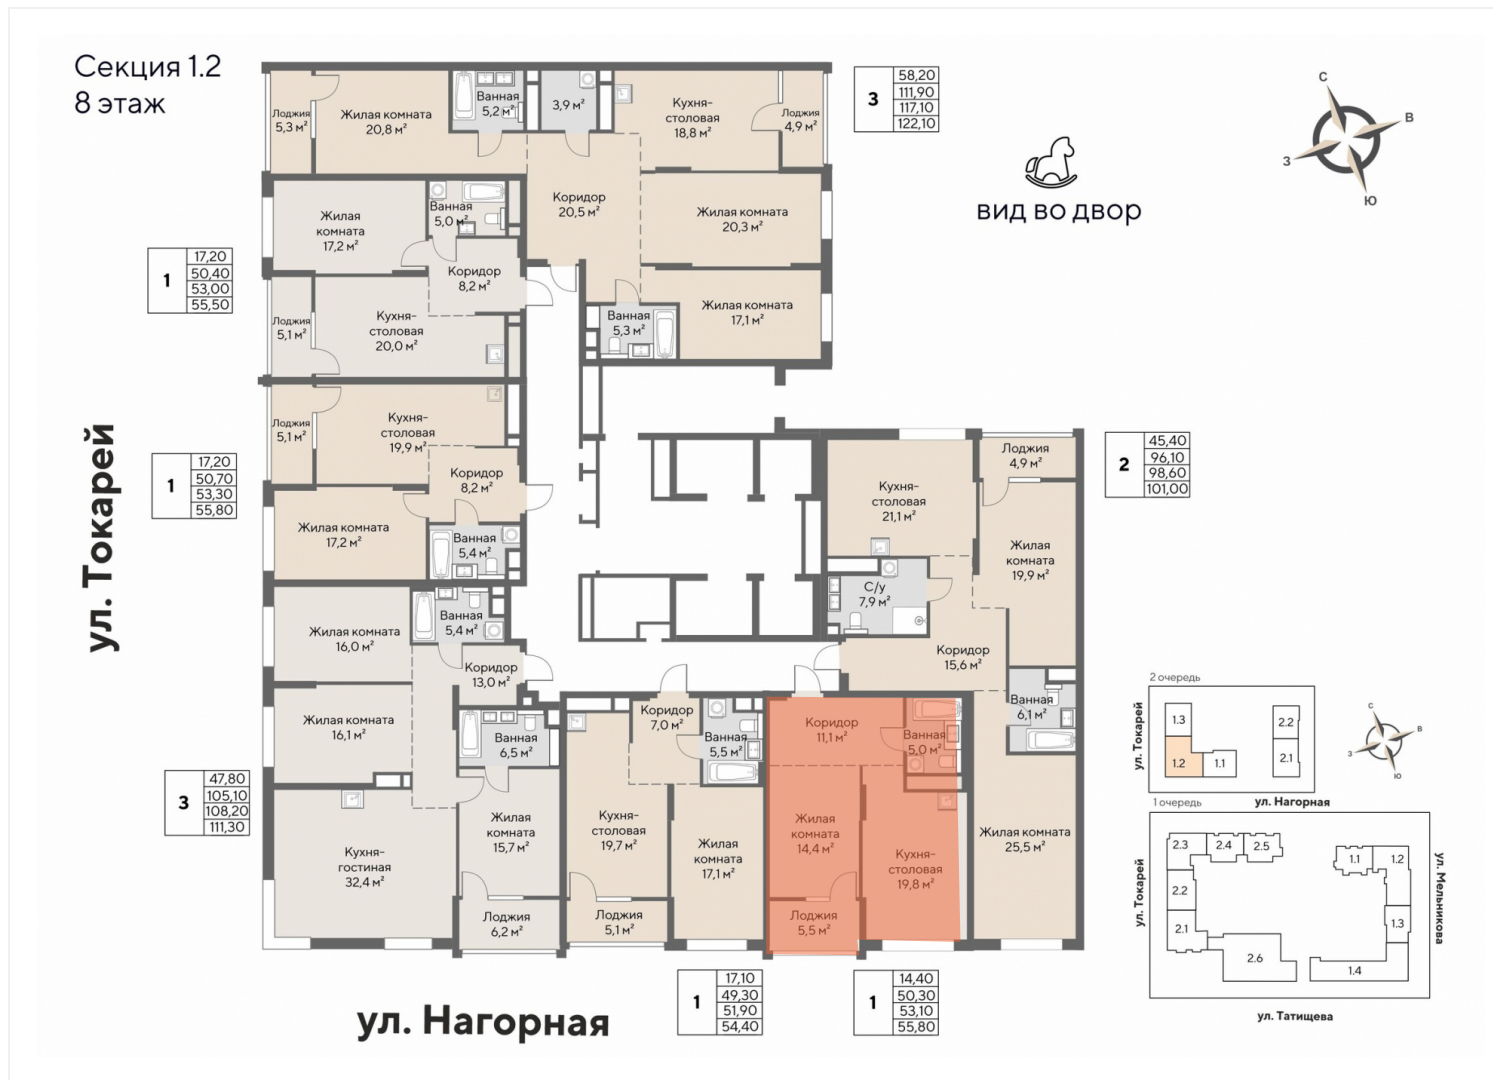 Секция 1.2
8 этаж
Лоджия
5,3 м²
Жилая комната
20,8 м²
Ванная
5,2 м²
3,9 м²
Кухня-
столовая
18,8 м²
Лоджия
4,9 м²
3
58,20
111,90
117,10
122,10
С
В
З
Ю
вид во двор
Жилая
комната
17,2 м²
Ванная
5,0 м²
Коридор
20,5 м²
Жилая комната
20,3 м²
1
17,20
50,40
53,00
55,50
Коридор
8,2 м²
Лоджия
5,1 м²
Кухня-
столовая
20,0 м²
Ванная
5,3 м²
Жилая комната
17,1 м²
ул. Токарей
1
17,20
50,70
53,30
55,80
Лоджия
5,1 м²
Кухня-
столовая
19,9 м²
Коридор
8,2 м²
Жилая комната
17,2 м²
Ванная
5,4 м²
Кухня-
столовая
21,1 м²
Лоджия
4,9 м²
2
45,40
96,10
98,60
101,00
Жилая
комната
19,9 м²
С/у
7,9 м²
Жилая комната
16,0 м²
Ванная
5,4 м²
Коридор
13,0 м²
Коридор
15,6 м²
Жилая комната
16,1 м²
Ванная
6,5 м²
Коридор
7,0 м²
Ванная
5,5 м²
Коридор
11,1 м²
Ванная
5,0 м²
Ванная
6,1 м²
3
47,80
105,10
108,20
111,30
Кухня-
гостиная
32,4 м²
Жилая
комната
15,7 м²
Кухня-
столовая
19,7 м²
Жилая
комната
17,1 м²
Жилая
комната
14,4 м²
Кухня-
столовая
19,8 м²
Жилая комната
25,5 м²
Лоджия
6,2 м²
Лоджия
5,1 м²
Лоджия
5,5 м²
1
17,10
49,30
51,90
54,40
1
14,40
50,30
53,10
55,80
ул. Нагорная
2 очередь
ул. Токарей
1.3
1.2
1.1
2.2
2.1
С
В
З
Ю
ул. Нагорная
1 очередь
ул. Токарей
2.3
2.4
2.5
1.1
1.2
2.2
2.1
1.3
2.6
1.4
ул. Мельникова
ул. Татищева